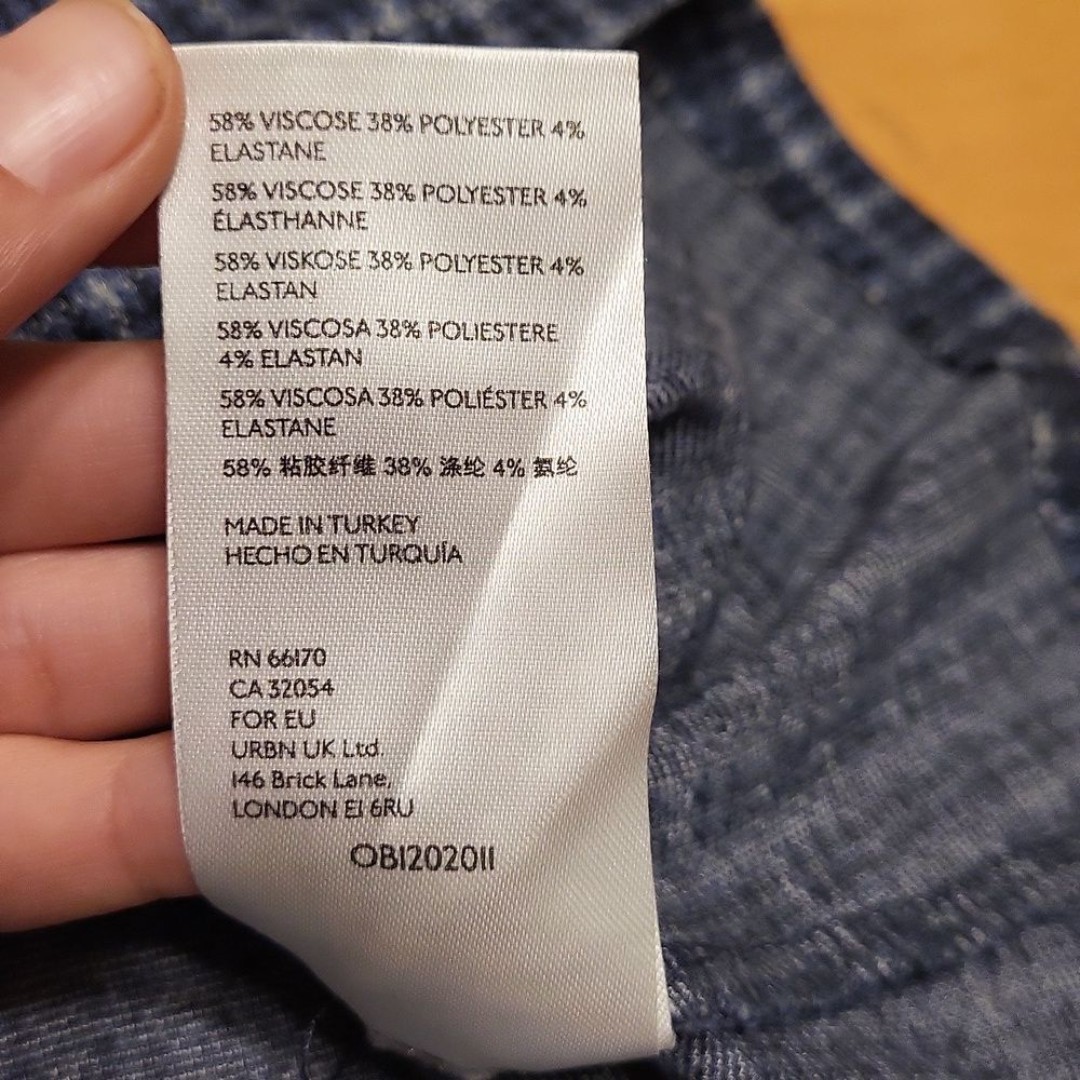 58% VISCOSE 38% POLYESTER 4%
ELASTANE
58% VISCOSE 38% POLYESTER 4%
ÉLASTHANNE
58% VISKOSE 38% POLYESTER 4%
ELASTAN
58% VISCOSA 38% POLIESTERE
4% ELASTAN
58% VISCOSA 38% POLIÉSTER 4%
ELASTANE
58% 粘胶纤维 38% 涤纶 4% 氨纶
MADE IN TURKEY
HECHO EN TURQUÍA
RN 66170
CA 32054
FOR EU
URBN UK Ltd.
146 Brick Lane,
LONDON E1 6RU
OB1202011